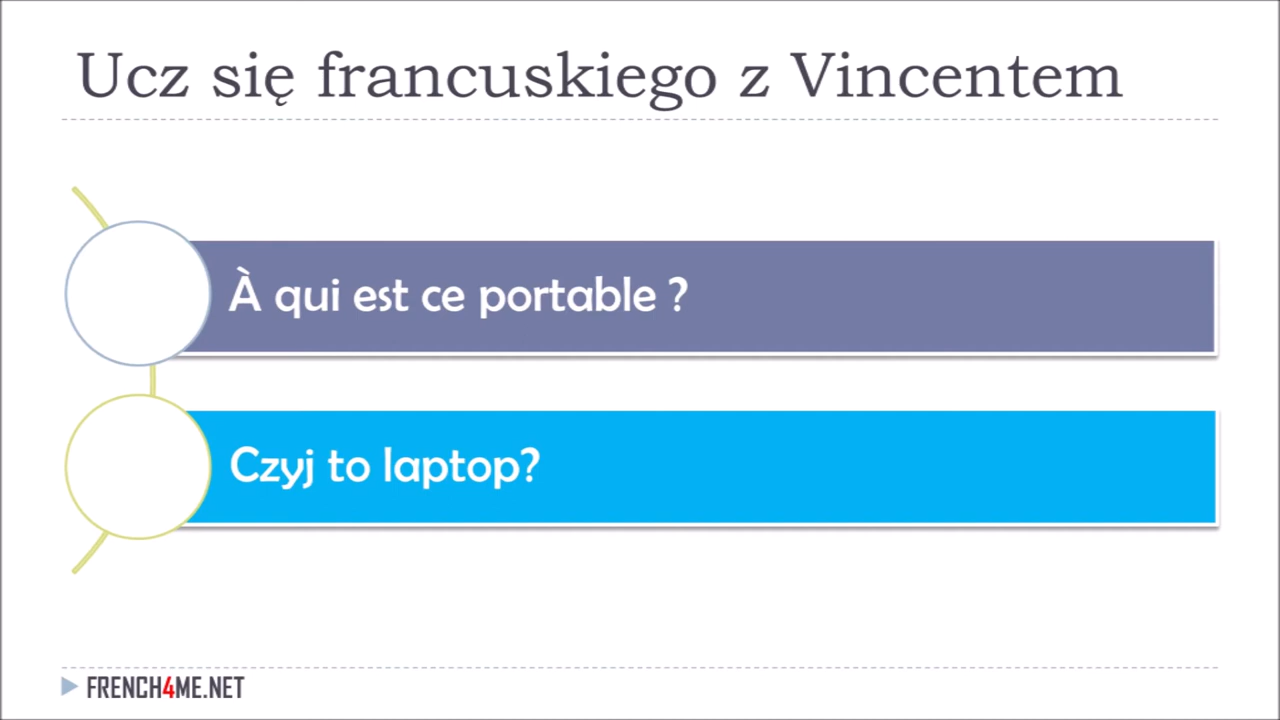 Ucz się francuskiego z Vincentem
À qui est ce portable ?
Czyj to laptop?
FRENCH4ME.NET